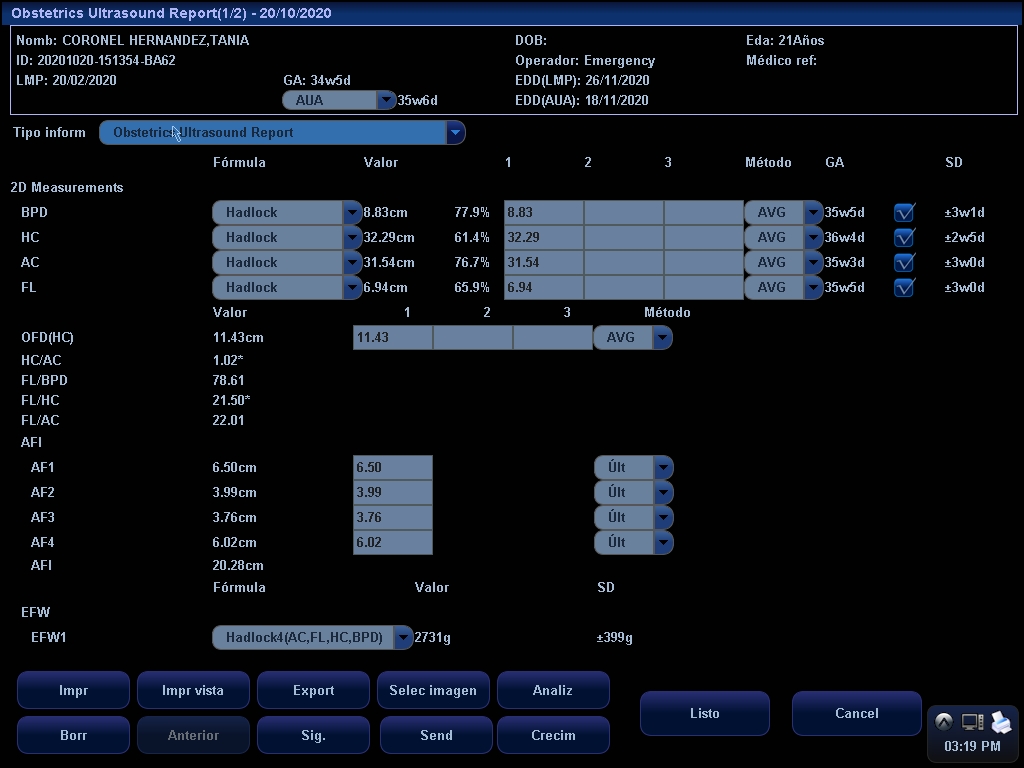 Obstetrics Ultrasound Report(1/2) - 20/10/2020
Nomb: CORONEL HERNANDEZ,TANIA DOB: Eda: 21Años
ID: 20201020-151354-BA62 Operador: Emergency Médico ref:
LMP: 20/02/2020 GA: 34w5d EDD(LMP): 26/11/2020
AUA 35w6d EDD(AUA): 18/11/2020
Tipo inform Obstetrics Ultrasound Report
Fórmula Valor 1 2 3 Método GA SD
2D Measurements
BPD Hadlock 8.83cm 77.9% 8.83 AVG 35w5d ±3w1d
HC Hadlock 32.29cm 61.4% 32.29 AVG 36w4d ±2w5d
AC Hadlock 31.54cm 76.7% 31.54 AVG 35w3d ±3w0d
FL Hadlock 6.94cm 65.9% 6.94 AVG 35w5d ±3w0d
Valor 1 2 3 Método
OFD(HC) 11.43cm 11.43 AVG
HC/AC 1.02*
FL/BPD 78.61
FL/HC 21.50*
FL/AC 22.01
AFI
AF1 6.50cm 6.50 Últ
AF2 3.99cm 3.99 Últ
AF3 3.76cm 3.76 Últ
AF4 6.02cm 6.02 Últ
AFI 20.28cm
Fórmula Valor SD
EFW
EFW1 Hadlock4(AC,FL,HC,BPD) 2731g ±399g
Impr Impr vista Export Selec imagen Analiz
Listo Cancel
Borr Anterior Sig. Send Crecim
03:19 PM